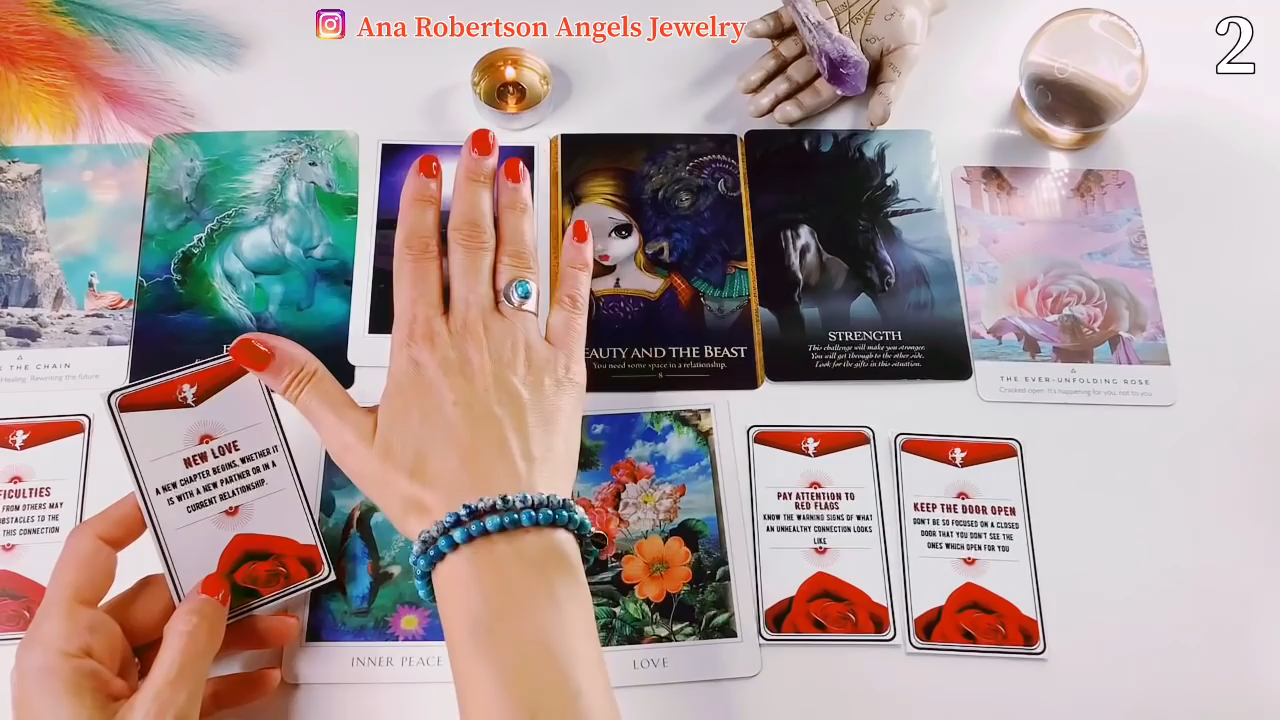 Ana Robertson Angels Jewelry
2
THE CHAIN
Healing. Rewriting the future
BEAUTY AND THE BEAST
You need some space in a relationship.
8
STRENGTH
This challenge will make you stronger.
You will get through to the other side.
Look for the gifts in this situation.
THE EVER-UNFOLDING ROSE
Cracked open. It's happening for you, not to you
FROM OTHERS MAY
THIS CONNECTION
NEW LOVE
A NEW CHAPTER BEGINS, WHETHER IT
IS WITH A NEW PARTNER OR IN A
CURRENT RELATIONSHIP.
INNER PEACE
LOVE
PAY ATTENTION TO
RED FLAGS
KNOW THE WARNING SIGNS OF WHAT
AN UNHEALTHY CONNECTION LOOKS
LIKE
KEEP THE DOOR OPEN
DON'T BE SO FOCUSED ON A CLOSED
DOOR THAT YOU DON'T SEE THE
ONES WHICH OPEN FOR YOU